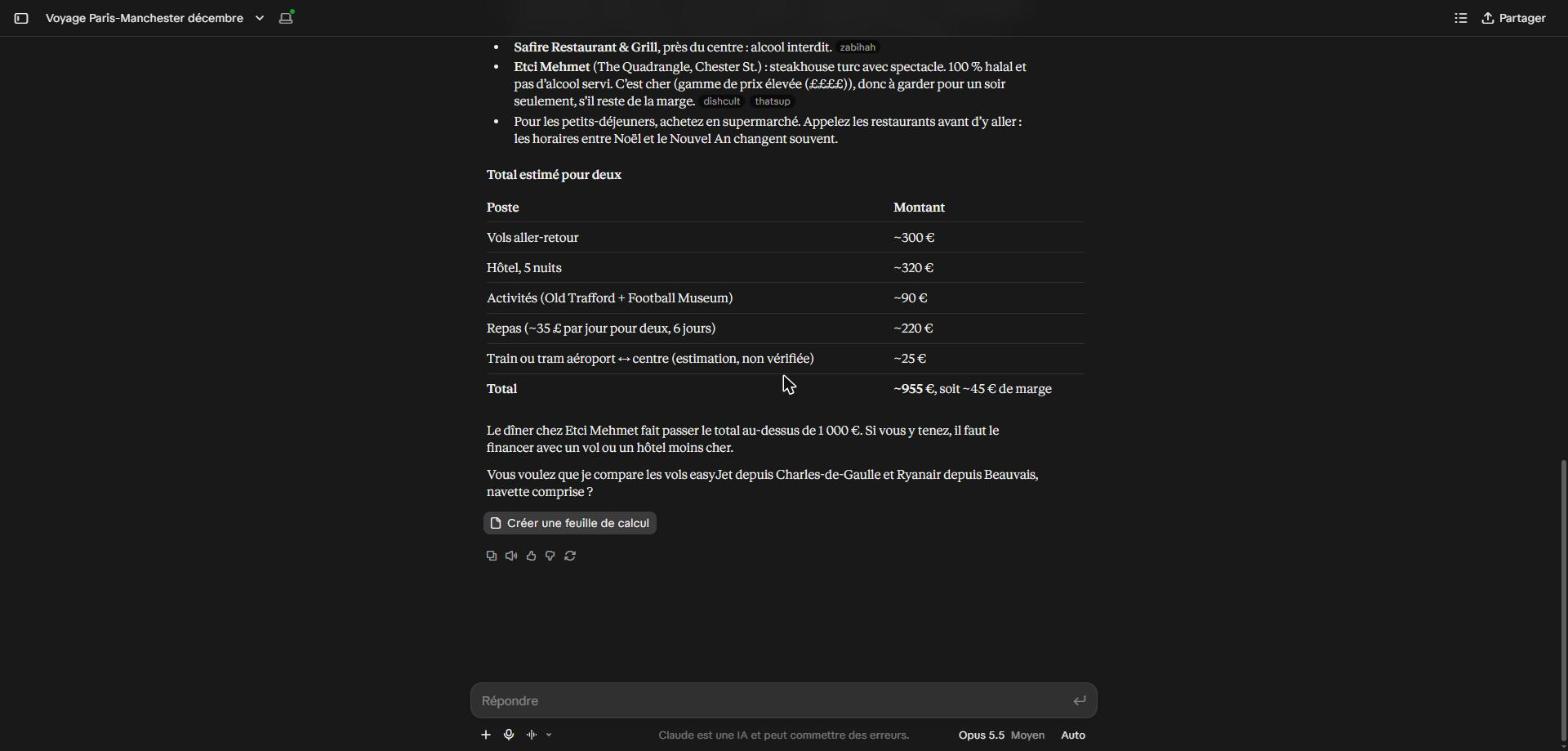 Voyage Paris-Manchester décembre
Partager
• Safire Restaurant & Grill, près du centre : alcool interdit. zabihah
• Etci Mehmet (The Quadrangle, Chester St.) : steakhouse turc avec spectacle. 100 % halal et
pas d'alcool servi. C'est cher (gamme de prix élevée (££££)), donc à garder pour un soir
seulement, s'il reste de la marge. dishcult thatsup
• Pour les petits-déjeuners, achetez en supermarché. Appelez les restaurants avant d'y aller :
les horaires entre Noël et le Nouvel An changent souvent.
Total estimé pour deux
Poste Montant
Vols aller-retour ~300 €
Hôtel, 5 nuits ~320 €
Activités (Old Trafford + Football Museum) ~90 €
Repas (~35 £ par jour pour deux, 6 jours) ~220 €
Train ou tram aéroport ↔ centre (estimation, non vérifiée) ~25 €
Total ~955 €, soit ~45 € de marge
Le dîner chez Etci Mehmet fait passer le total au-dessus de 1 000 €. Si vous y tenez, il faut le
financer avec un vol ou un hôtel moins cher.
Vous voulez que je compare les vols easyJet depuis Charles-de-Gaulle et Ryanair depuis Beauvais,
navette comprise ?
Créer une feuille de calcul
Répondre
Claude est une IA et peut commettre des erreurs. Opus 5.5 Moyen Auto